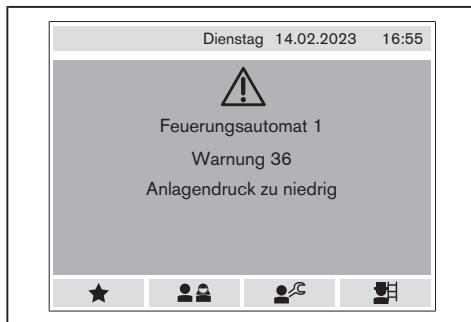 Dienstag 14.02.2023 16:55
Feuerungsautomat 1
Warnung 36
Anlagendruck zu niedrig